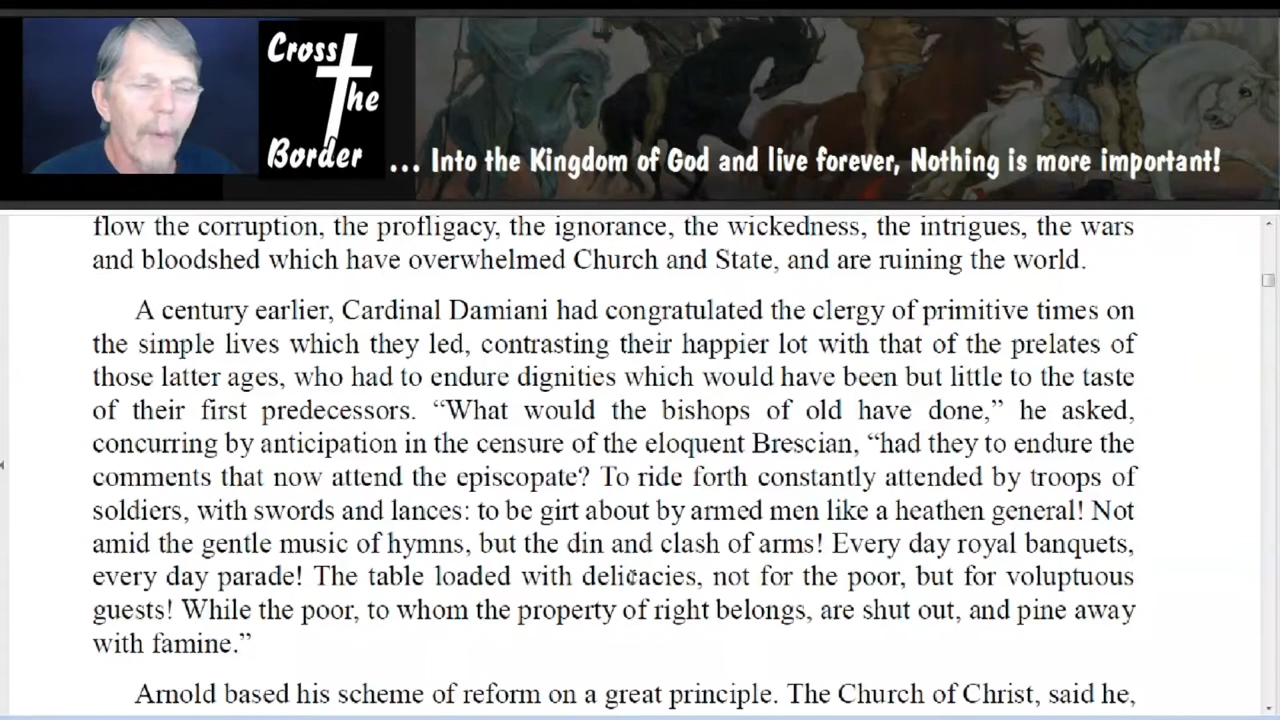 Cross
The
Border
... Into the Kingdom of God and live forever, Nothing is more important!
flow the corruption, the profligacy, the ignorance, the wickedness, the intrigues, the wars
and bloodshed which have overwhelmed Church and State, and are ruining the world.
A century earlier, Cardinal Damiani had congratulated the clergy of primitive times on
the simple lives which they led, contrasting their happier lot with that of the prelates of
those latter ages, who had to endure dignities which would have been but little to the taste
of their first predecessors. “What would the bishops of old have done,” he asked,
concurring by anticipation in the censure of the eloquent Brescian, “had they to endure the
comments that now attend the episcopate? To ride forth constantly attended by troops of
soldiers, with swords and lances: to be girt about by armed men like a heathen general! Not
amid the gentle music of hymns, but the din and clash of arms! Every day royal banquets,
every day parade! The table loaded with delicacies, not for the poor, but for voluptuous
guests! While the poor, to whom the property of right belongs, are shut out, and pine away
with famine.”
Arnold based his scheme of reform on a great principle. The Church of Christ, said he,